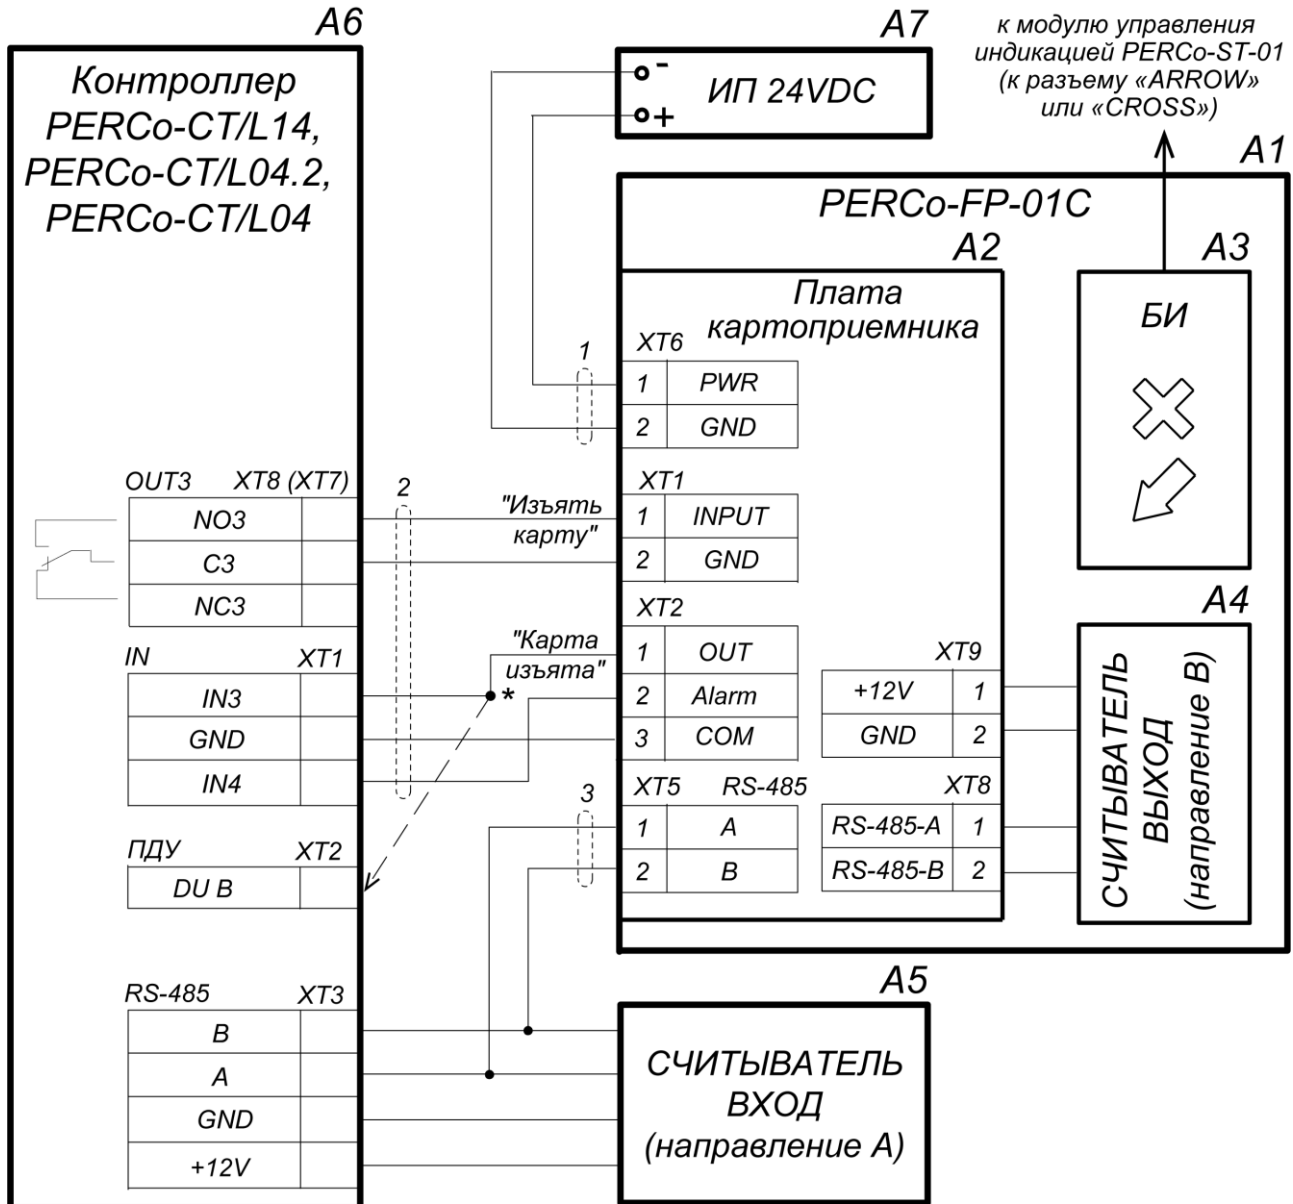 A6
Контроллер
PERCo-CT/L14,
PERCo-CT/L04.2,
PERCo-CT/L04
A7
ИП 24VDC
-
+
к модулю управления
индикацией PERCo-ST-01
(к разъему «ARROW»
или «CROSS»)
A1
PERCo-FP-01C
A2
Плата
картоприемника
A3
БИ
1
XT6
1 PWR
2 GND
OUT3 XT8 (XT7)
NO3
C3
NC3
2
"Изъять
карту"
XT1
1 INPUT
2 GND
IN XT1
IN3
GND
IN4
"Карта
изъята"
*
XT2
1 OUT
2 Alarm
3 COM
XT9
+12V 1
GND 2
A4
СЧИТЫВАТЕЛЬ
ВЫХОД
(направление B)
ПДУ XT2
DU B
3
XT5 RS-485
1 A
2 B
XT8
RS-485-A 1
RS-485-B 2
RS-485 XT3
B
A
GND
+12V
A5
СЧИТЫВАТЕЛЬ
ВХОД
(направление A)